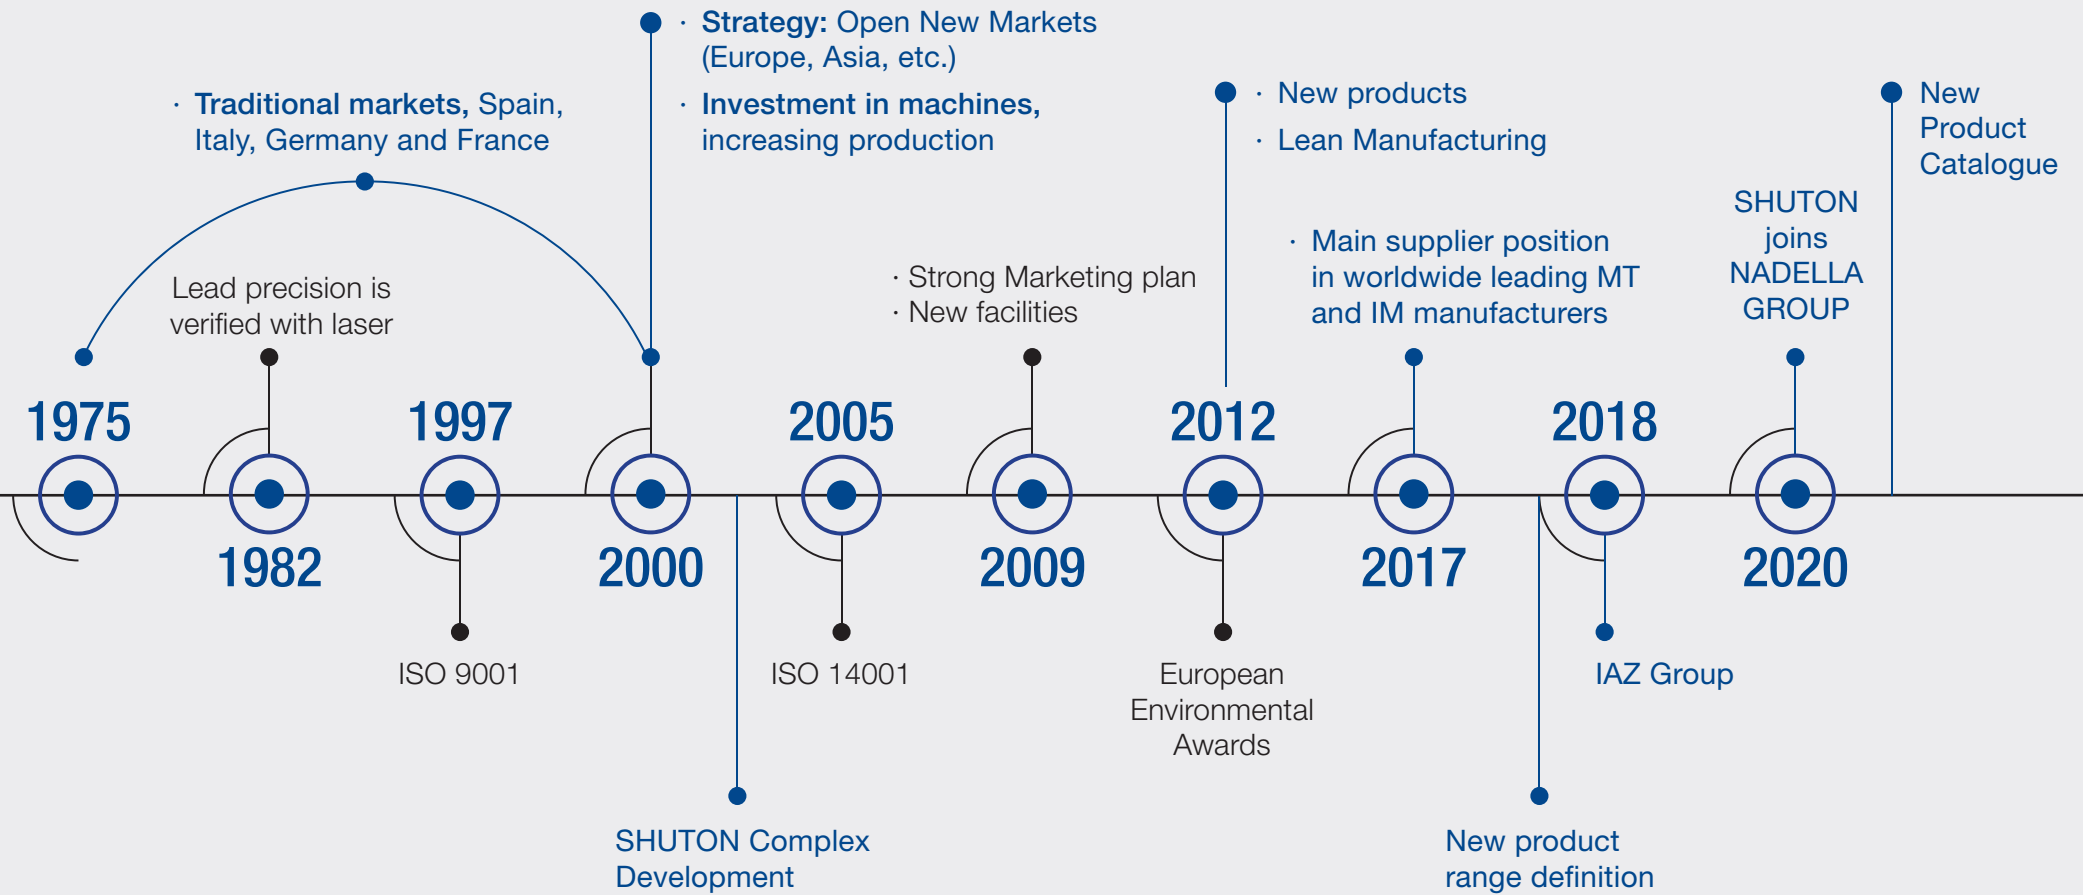 · Strategy: Open New Markets
(Europe, Asia, etc.)
· Investment in machines,
increasing production
· Traditional markets, Spain,
Italy, Germany and France
· New products
· Lean Manufacturing
New
Product
Catalogue
Lead precision is
verified with laser
· Strong Marketing plan
· New facilities
· Main supplier position
in worldwide leading MT
and IM manufacturers
SHUTON
joins
NADELLA
GROUP
1975
1997
2005
2012
2018
1982
2000
2009
2017
2020
ISO 9001
ISO 14001
European
Environmental
Awards
IAZ Group
SHUTON Complex
Development
New product
range definition